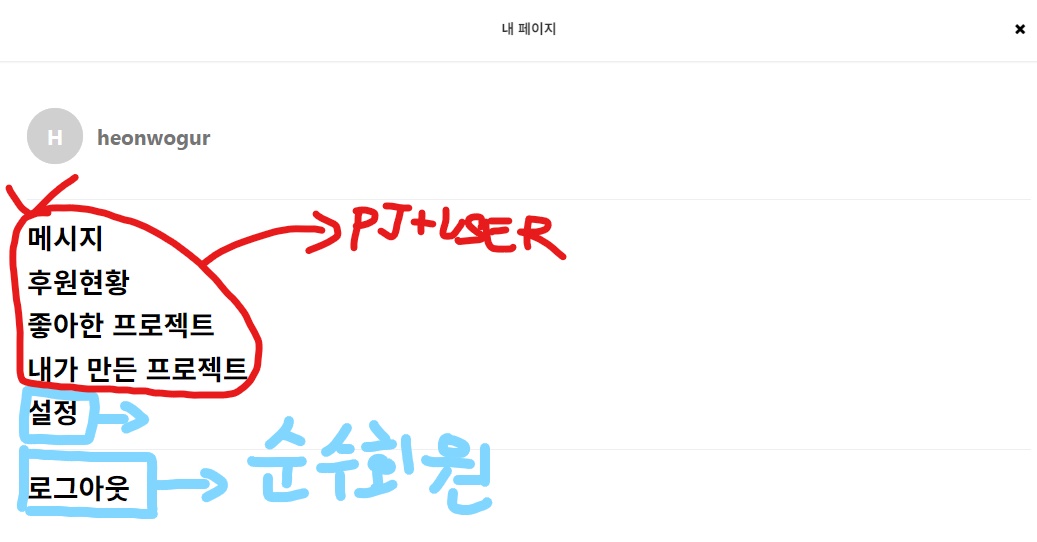 내 페이지 ×
H heonwogur
메시지
PJ+USER
후원현황
좋아한 프로젝트
내가 만든 프로젝트
설정
순수회원
로그아웃